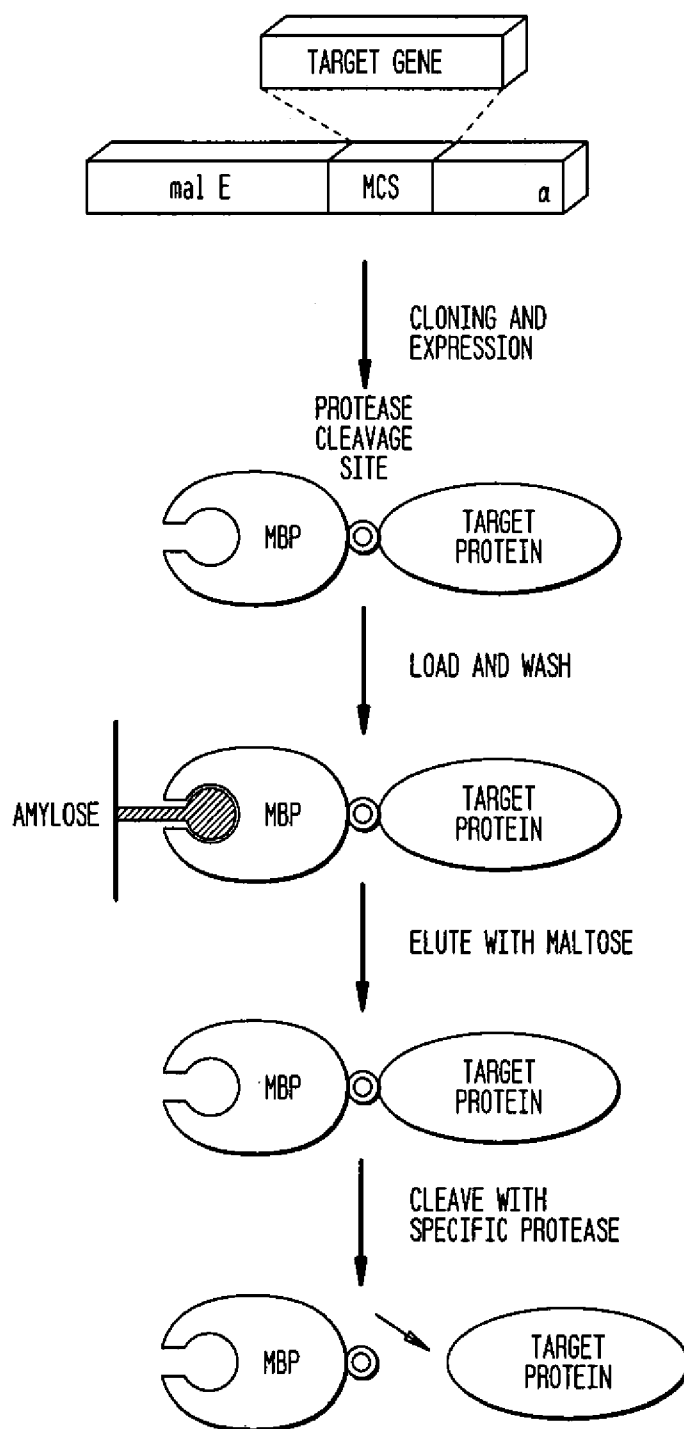 TARGET GENE
mal E
MCS
α
CLONING AND
EXPRESSION
PROTEASE
CLEAVAGE
SITE
MBP
TARGET
PROTEIN
LOAD AND WASH
AMYLOSE
MBP
TARGET
PROTEIN
ELUTE WITH MALTOSE
MBP
TARGET
PROTEIN
CLEAVE WITH
SPECIFIC PROTEASE
MBP
TARGET
PROTEIN